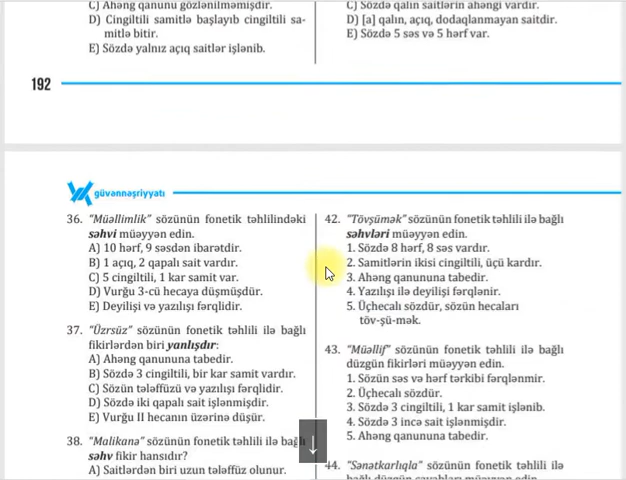 C) Ahəng qanunu gözlənilməmişdir.
D) Cingiltili samitlə başlayıb cingiltili sa-
mitlə bitir.
E) Sözdə yalnız açıq saitlər işlənib.
C) Sözdə qalın saitlərin ahəngi vardır.
D) [a] qalın, açıq, dodaqlanmayan saitdir.
E) Sözdə 5 səs və 5 hərf var.
192
güvənnəşriyyatı
36. "Müəllimlik" sözünün fonetik təhlilindəki
səhvi müəyyən edin.
A) 10 hərf, 9 səsdən ibarətdir.
B) 1 açıq, 2 qapalı sait vardır.
C) 5 cingiltili, 1 kar samit var.
D) Vurğu 3-cü hecaya düşmüşdür.
E) Deyilişi və yazılışı fərqlidir.
37. "Üzrsüz" sözünün fonetik təhlili ilə bağlı
fikirlərdən biri yanlışdır:
A) Ahəng qanununa tabedir.
B) Sözdə 3 cingiltili, bir kar samit vardır.
C) Sözün tələffüzü və yazılışı fərqlidir.
D) Sözdə iki qapalı sait işlənmişdir.
E) Vurğu II hecanın üzərinə düşür.
38. "Malikanə" sözünün fonetik təhlili ilə bağlı
səhv fikir hansıdır?
A) Saitlərdən biri uzun tələffüz olunur.
42. "Tövşümək" sözünün fonetik təhlili ilə bağlı
səhvləri müəyyən edin.
1. Sözdə 8 hərf, 8 səs vardır.
2. Samitlərin ikisi cingiltili, üçü kardır.
3. Ahəng qanununa tabedir.
4. Yazılışı ilə deyilişi fərqlənir.
5. Üçhecalı sözdür, sözün hecaları
töv-şü-mək.
43. "Müəllif" sözünün fonetik təhlili ilə bağlı
düzgün fikirləri müəyyən edin.
1. Sözün səs və hərf tərkibi fərqlənmir.
2. Üçhecalı sözdür.
3. Sözdə 3 cingiltili, 1 kar samit işlənib.
4. Sözdə 3 incə sait işlənmişdir.
5. Ahəng qanununa tabedir.
44. "Sənətkarlıqla" sözünün fonetik təhlili ilə
bağlı düzgün cavabları müəyyən edin